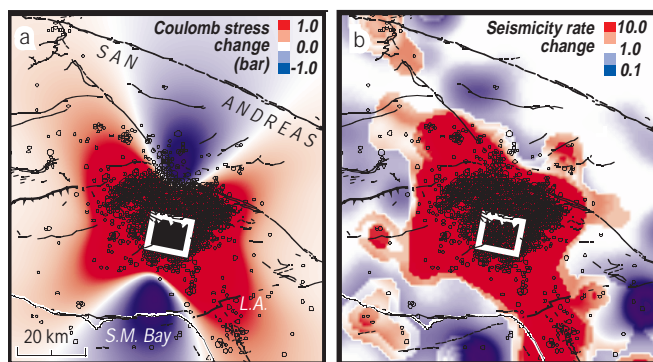 a
Coulomb stress
change
(bar)
1.0
0.0
-1.0
SAN
ANDREAS
L.A.
S.M. Bay
20 km
b
Seismicity rate
change
10.0
1.0
0.1